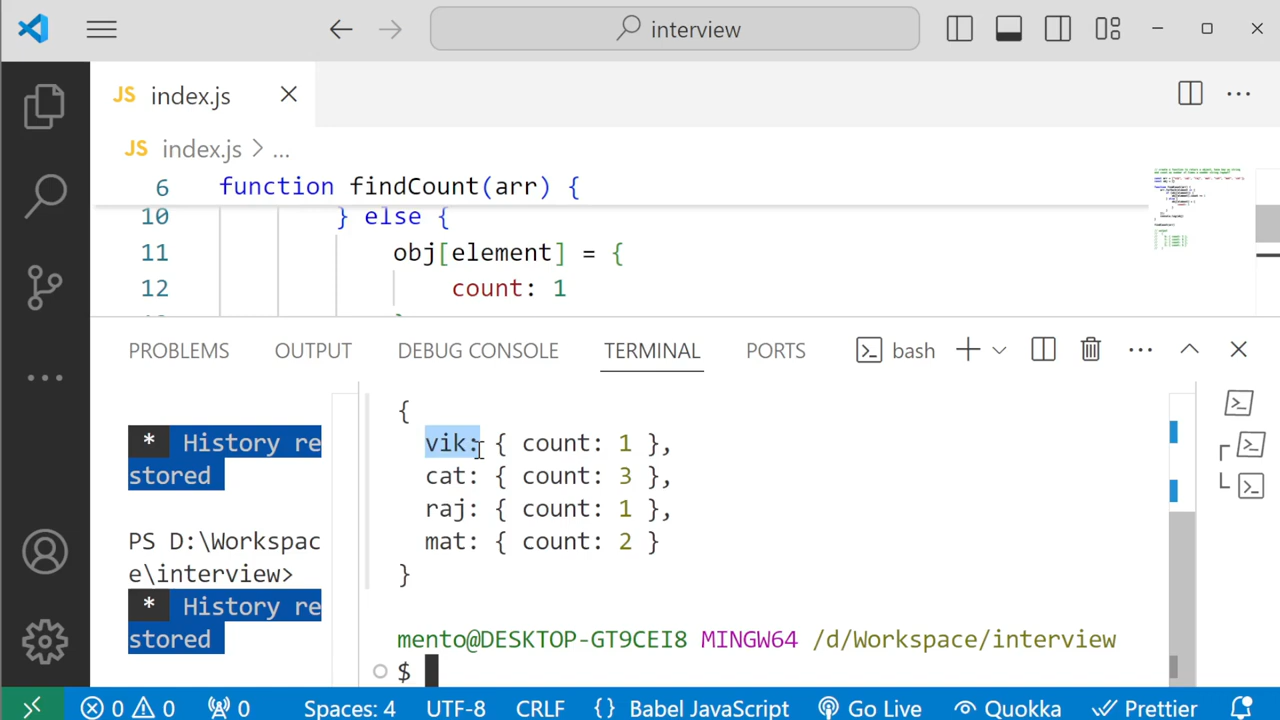 interview
JS index.js
JS index.js > ...
6 function findCount(arr) {
10 } else {
11 obj[element] = {
12 count: 1
PROBLEMS OUTPUT DEBUG CONSOLE TERMINAL PORTS bash
* History re
stored
PS D:\Workspac
e\interview>
* History re
stored
{
vik: { count: 1 },
cat: { count: 3 },
raj: { count: 1 },
mat: { count: 2 }
}
mento@DESKTOP-GT9CEI8 MINGW64 /d/Workspace/interview
$
0 0 0 Spaces: 4 UTF-8 CRLF {} Babel JavaScript Go Live Quokka Prettier